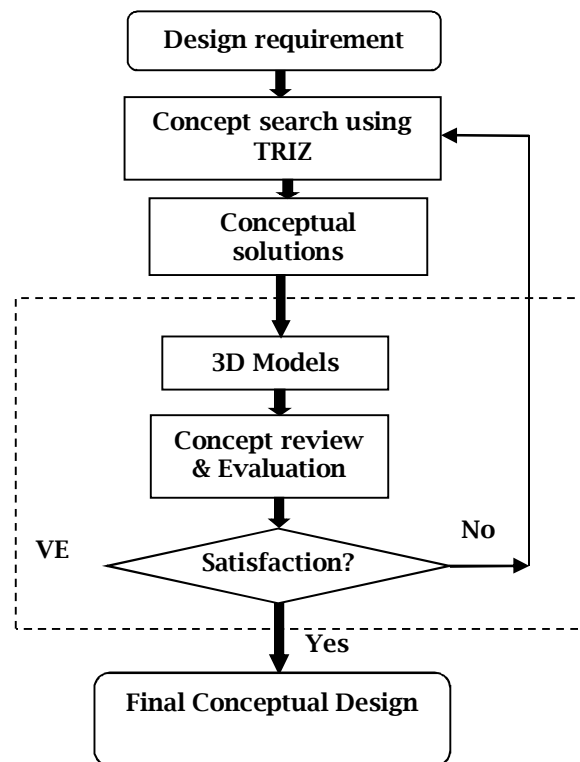 Design requirement
Concept search using
TRIZ
Conceptual
solutions
3D Models
Concept review
& Evaluation
No
VE
Satisfaction?
Yes
Final Conceptual Design